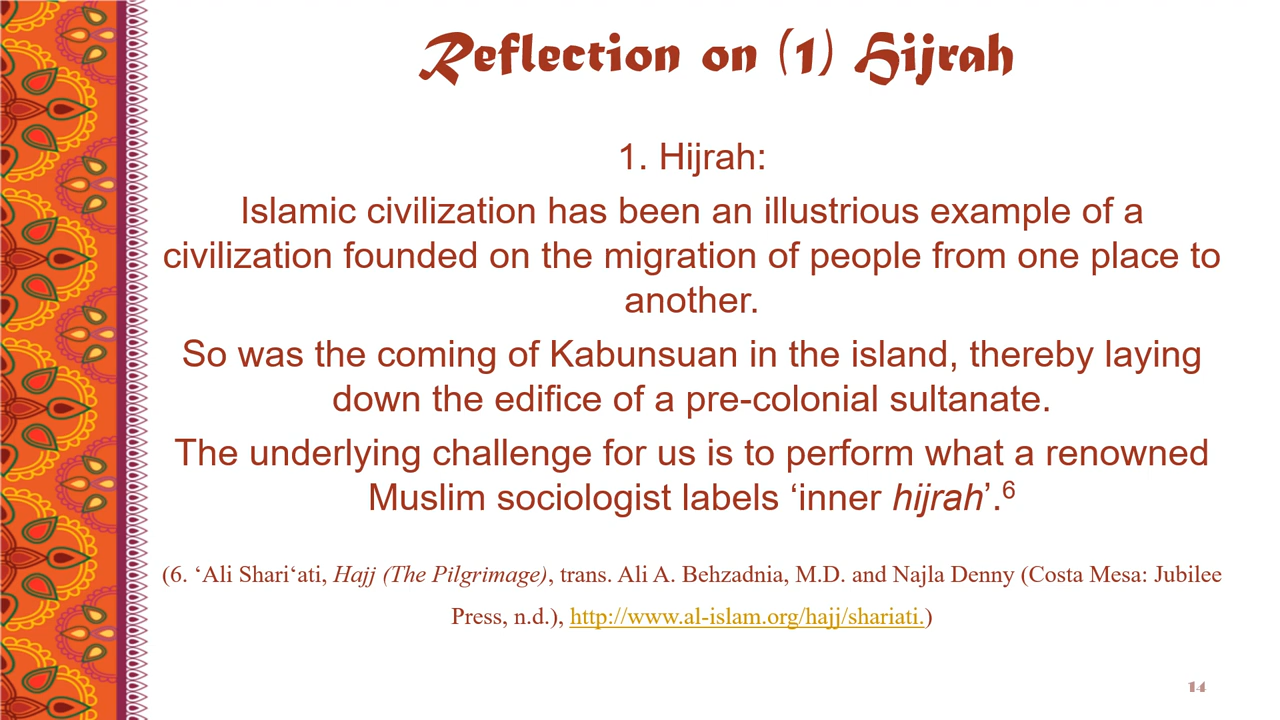 Reflection on (1) Hijrah
1. Hijrah:
Islamic civilization has been an illustrious example of a
civilization founded on the migration of people from one place to
another.
So was the coming of Kabunsuan in the island, thereby laying
down the edifice of a pre-colonial sultanate.
The underlying challenge for us is to perform what a renowned
Muslim sociologist labels ‘inner hijrah’.⁶
(6. ‘Ali Shari‘ati, Hajj (The Pilgrimage), trans. Ali A. Behzadnia, M.D. and Najla Denny (Costa Mesa: Jubilee
Press, n.d.), http://www.al-islam.org/hajj/shariati.)
14